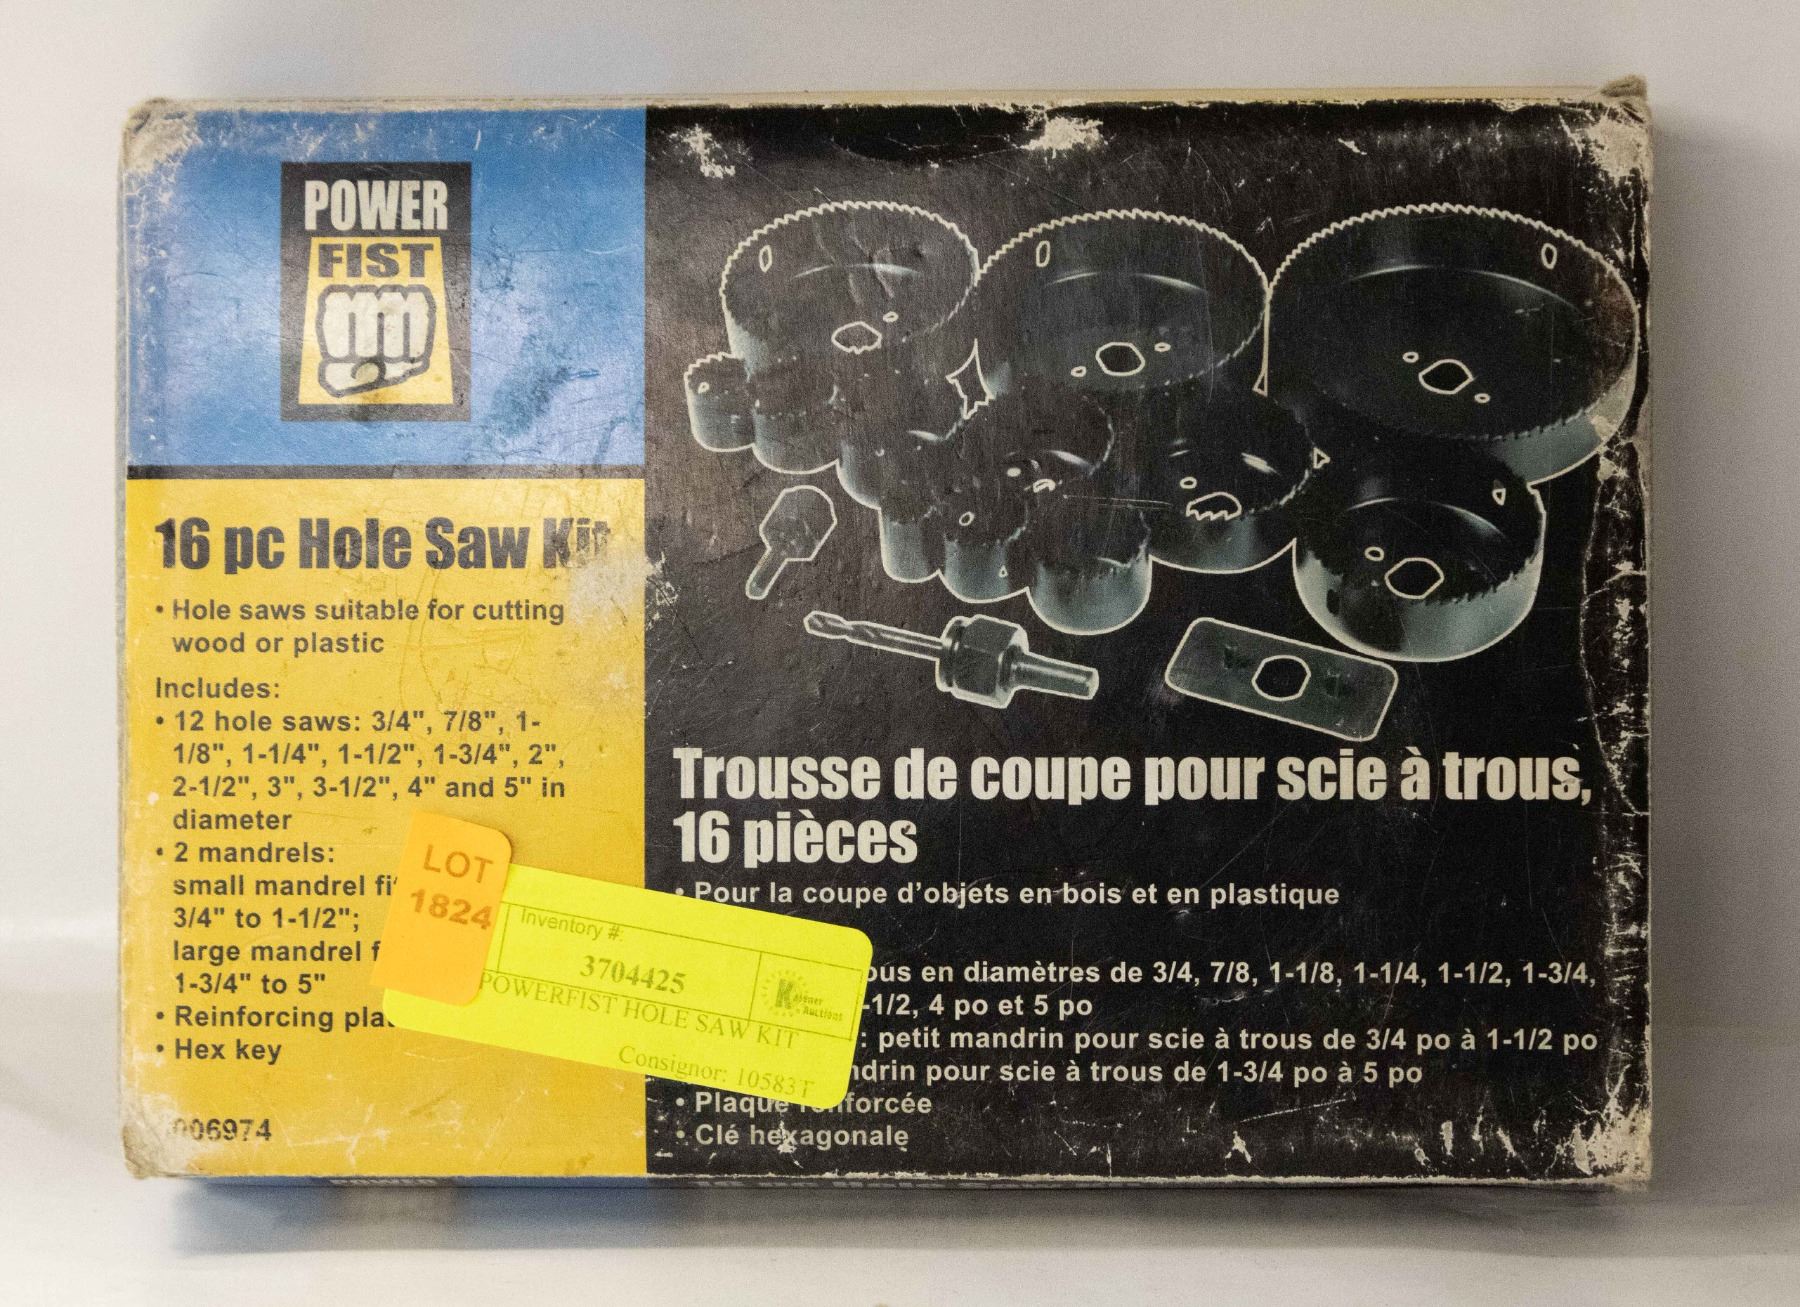 POWER
FIST
16 pc Hole Saw Kit
• Hole saws suitable for cutting
wood or plastic
Includes:
• 12 hole saws: 3/4", 7/8", 1-
1/8", 1-1/4", 1-1/2", 1-3/4", 2",
2-1/2", 3", 3-1/2", 4" and 5" in
diameter
• 2 mandrels:
small mandrel
3/4" to 1-1/2";
large mandrel
1-3/4" to 5"
• Reinforcing
• Hex key
006974
LOT
1824
Inventory #:
3704425
POWERFIST HOLE SAW KIT
Consignor: 10583T
Trousse de coupe pour scie à trous,
16 pièces
• Pour la coupe d'objets en bois et en plastique
en diamètres de 3/4, 7/8, 1-1/8, 1-1/4, 1-1/2, 1-3/4,
-1/2, 4 po et 5 po
: petit mandrin pour scie à trous de 3/4 po à 1-1/2 po
pour scie à trous de 1-3/4 po à 5 po
• Plaque
• Clé hexagonale
POWER